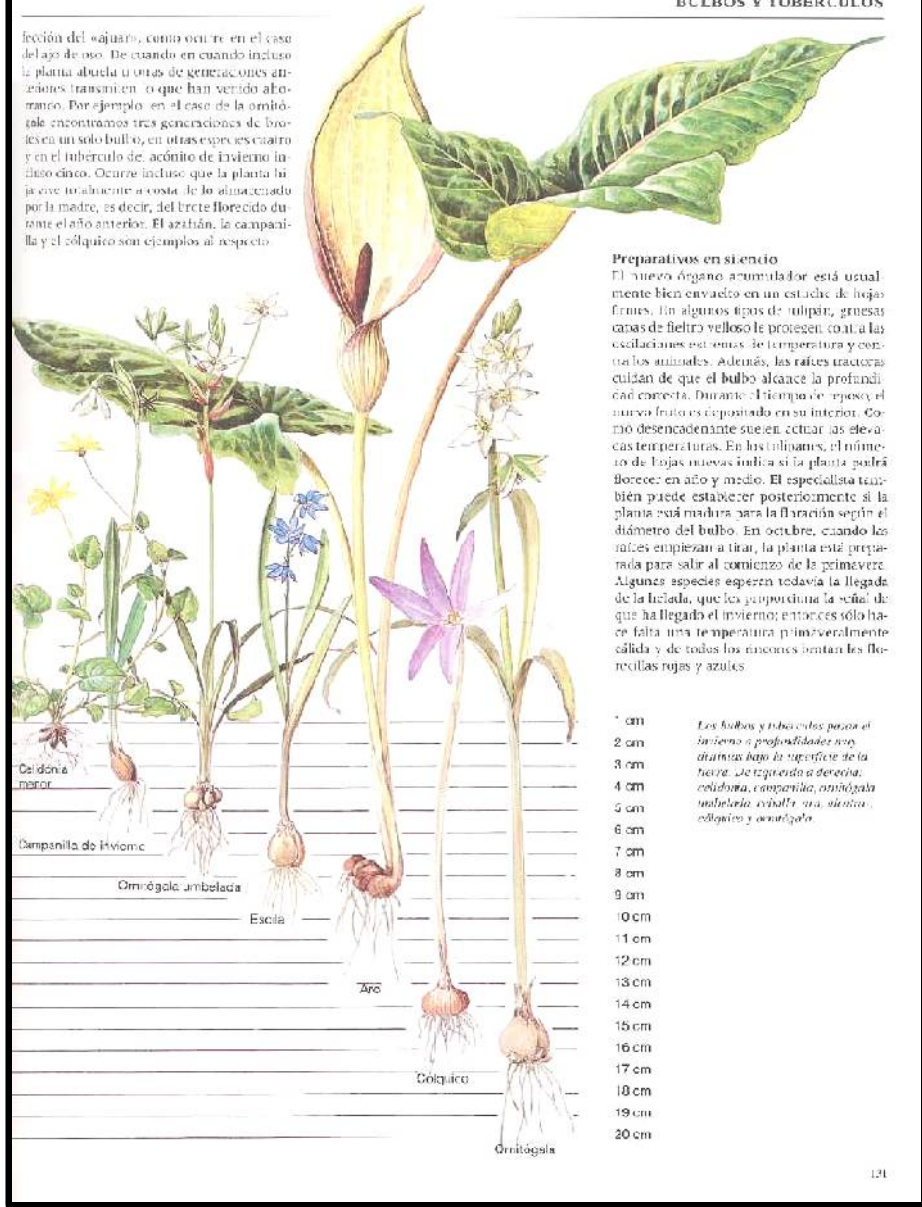 BULBOS Y TUBERCULOS
fección del «ajuar», como ocurre en el caso
del ajo de oso. De cuando en cuando incluso
la planta abuela u otras de generaciones an-
teriores transmiten lo que han venido aho-
rrando. Por ejemplo, en el caso de la ornitó-
gala encontramos tres generaciones de bro-
tes en un solo bulbo, en otras especies cuatro
y en el tubérculo del acónito de invierno in-
cluso cinco. Ocurre incluso que la planta hi-
ja vive totalmente a costa de lo almacenado
por la madre, es decir, del brote florecido du-
rante el año anterior. El azafrán, la campani-
lla y el cólquico son ejemplos al respecto.
Preparativos en silencio
El nuevo órgano acumulador está usual-
mente bien envuelto en un estuche de hojas
firmes. En algunos tipos de tulipán, gruesas
capas de fieltro velloso le protegen contra las
oscilaciones extremas de temperatura y con-
tra los animales. Además, las raíces tractoras
cuidan de que el bulbo alcance la profundi-
dad correcta. Durante el tiempo de reposo, el
nuevo fruto es depositado en su interior. Co-
mo desencadenante suelen actuar las eleva-
das temperaturas. En los tulipanes, el núme-
ro de hojas nuevas indica si la planta podrá
florecer en año y medio. El especialista tam-
bién puede establecer posteriormente si la
planta está madura para la floración según el
diámetro del bulbo. En octubre, cuando las
raíces empiezan a tirar, la planta está prepa-
rada para salir al comienzo de la primavera.
Algunas especies esperan todavía la llegada
de la helada, que les proporciona la señal de
que ha llegado el invierno; entonces sólo ha-
ce falta una temperatura primaveralmente
cálida y de todos los rincones brotan las flo-
recillas rojas y azules.
1 cm
2 cm
3 cm
4 cm
5 cm
6 cm
7 cm
8 cm
9 cm
10 cm
11 cm
12 cm
13 cm
14 cm
15 cm
16 cm
17 cm
18 cm
19 cm
20 cm
Los bulbos y tubérculos pasan el
invierno a profundidades muy
distintas bajo la superficie de la
tierra. De izquierda a derecha:
celidonia, campanilla, ornitógala
umbelada,
cólquico y ornitógala.
Celidonia
menor
Campanilla de invierno
Ornitógala umbelada
Escila
Aro
Cólquico
Ornitógala
131